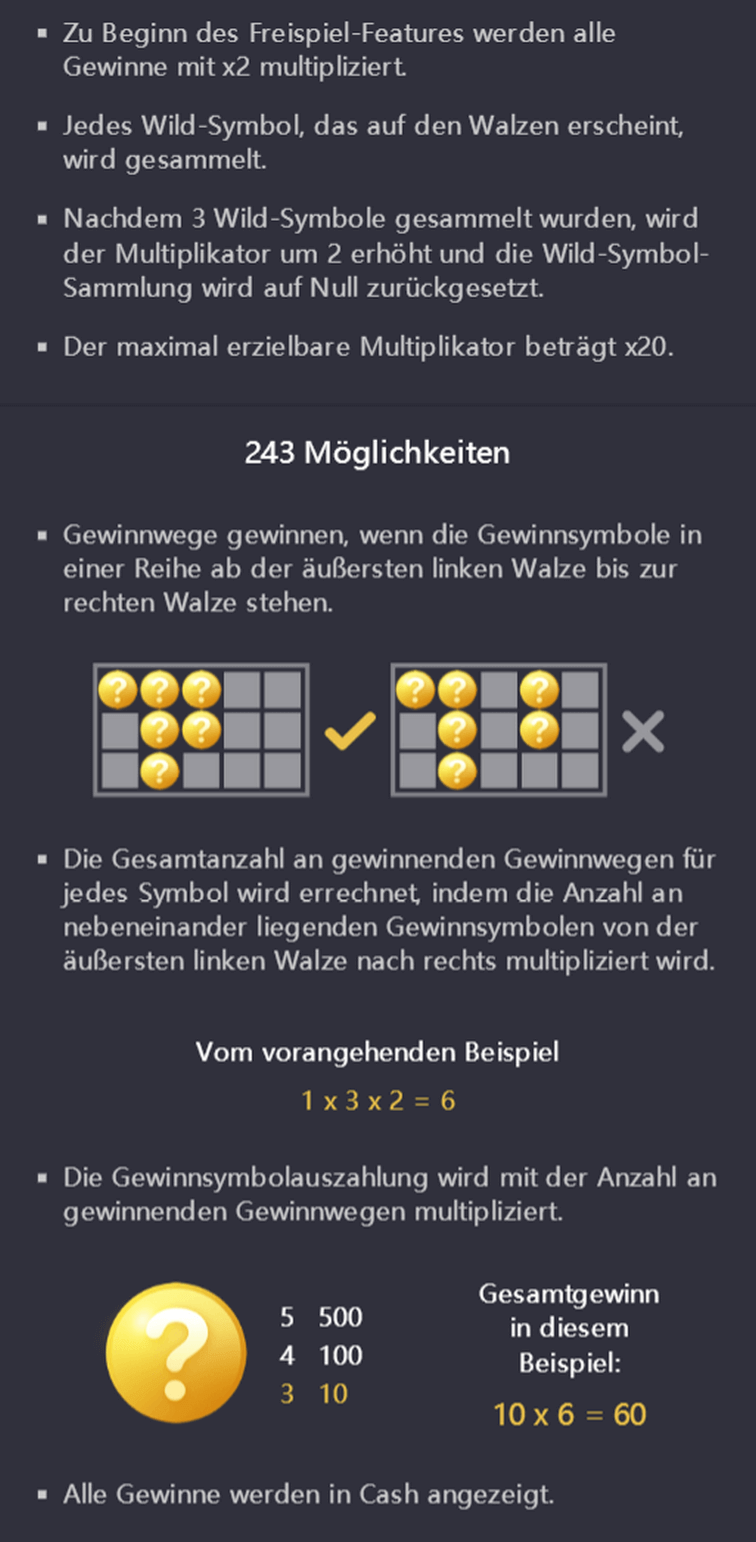 ▪ Zu Beginn des Freispiel-Features werden alle
Gewinne mit x2 multipliziert.
▪ Jedes Wild-Symbol, das auf den Walzen erscheint,
wird gesammelt.
▪ Nachdem 3 Wild-Symbole gesammelt wurden, wird
der Multiplikator um 2 erhöht und die Wild-Symbol-
Sammlung wird auf Null zurückgesetzt.
▪ Der maximal erzielbare Multiplikator beträgt x20.
243 Möglichkeiten
▪ Gewinnwege gewinnen, wenn die Gewinnsymbole in
einer Reihe ab der äußersten linken Walze bis zur
rechten Walze stehen.
? ? ? ? ? ?
? ? ? ? ?
? ?
▪ Die Gesamtanzahl an gewinnenden Gewinnwegen für
jedes Symbol wird errechnet, indem die Anzahl an
nebeneinander liegenden Gewinnsymbolen von der
äußersten linken Walze nach rechts multipliziert wird.
Vom vorangehenden Beispiel
1 x 3 x 2 = 6
▪ Die Gewinnsymbolauszahlung wird mit der Anzahl an
gewinnenden Gewinnwegen multipliziert.
?
5 500
4 100
3 10
Gesamtgewinn
in diesem
Beispiel:
10 x 6 = 60
▪ Alle Gewinne werden in Cash angezeigt.